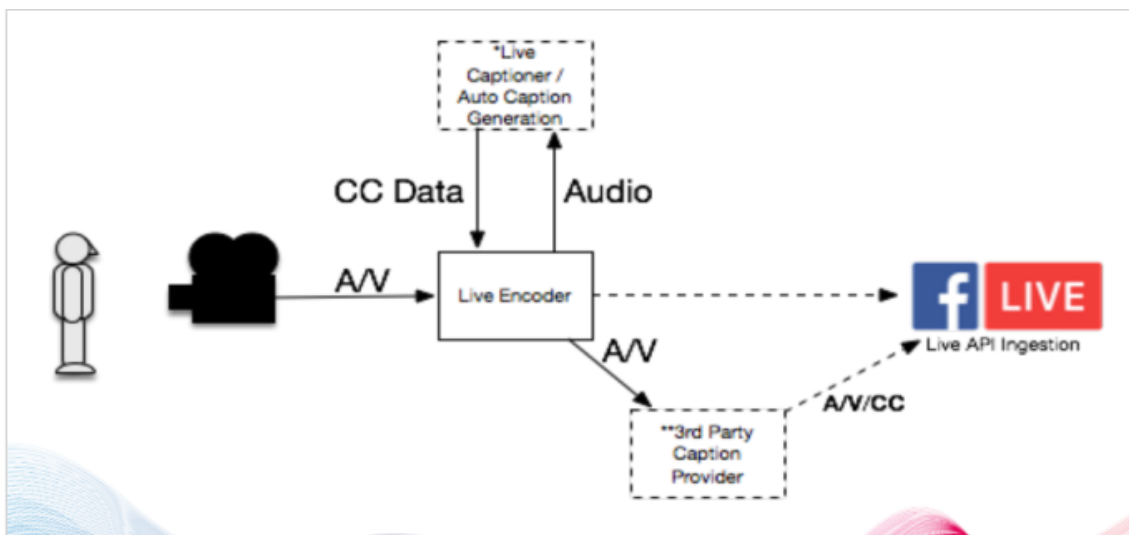 *Live
Captioner /
Auto Caption
Generation
CC Data
Audio
A/V
Live Encoder
f LIVE
Live API Ingestion
A/V
A/V/CC
**3rd Party
Caption
Provider